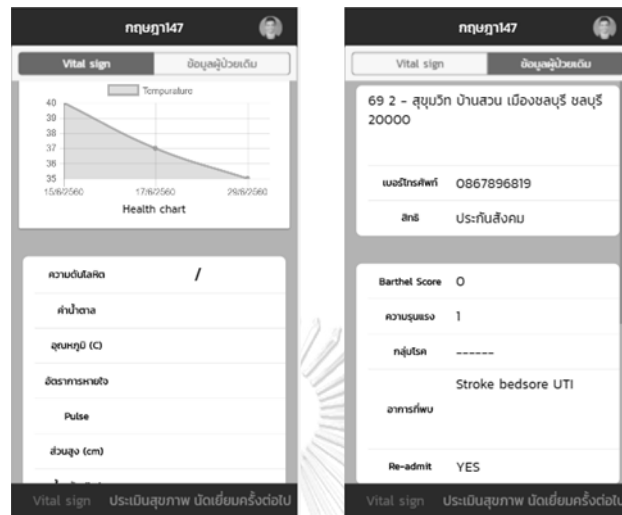 กฤษฎา147
Vital sign
ข้อมูลผู้ป่วยเดิม
Tempurature
40
39
38
37
36
35
15/6/2560
17/6/2560
29/6/2560
Health chart
ความดันโลหิต /
ค่าน้ำตาล
อุณหภูมิ (C)
อัตราการหายใจ
Pulse
ส่วนสูง (cm)
Vital sign ประเมินสุขภาพ นัดเยี่ยมครั้งต่อไป
กฤษฎา147
Vital sign
ข้อมูลผู้ป่วยเดิม
69 2 - สุขุมวิท บ้านสวน เมืองชลบุรี ชลบุรี
20000
เบอร์โทรศัพท์ 0867896819
สิทธิ ประกันสังคม
Barthel Score 0
ความรุนแรง 1
กลุ่มโรค ------
อาการที่พบ Stroke bedsore UTI
Re-admit YES
Vital sign ประเมินสุขภาพ นัดเยี่ยมครั้งต่อไป